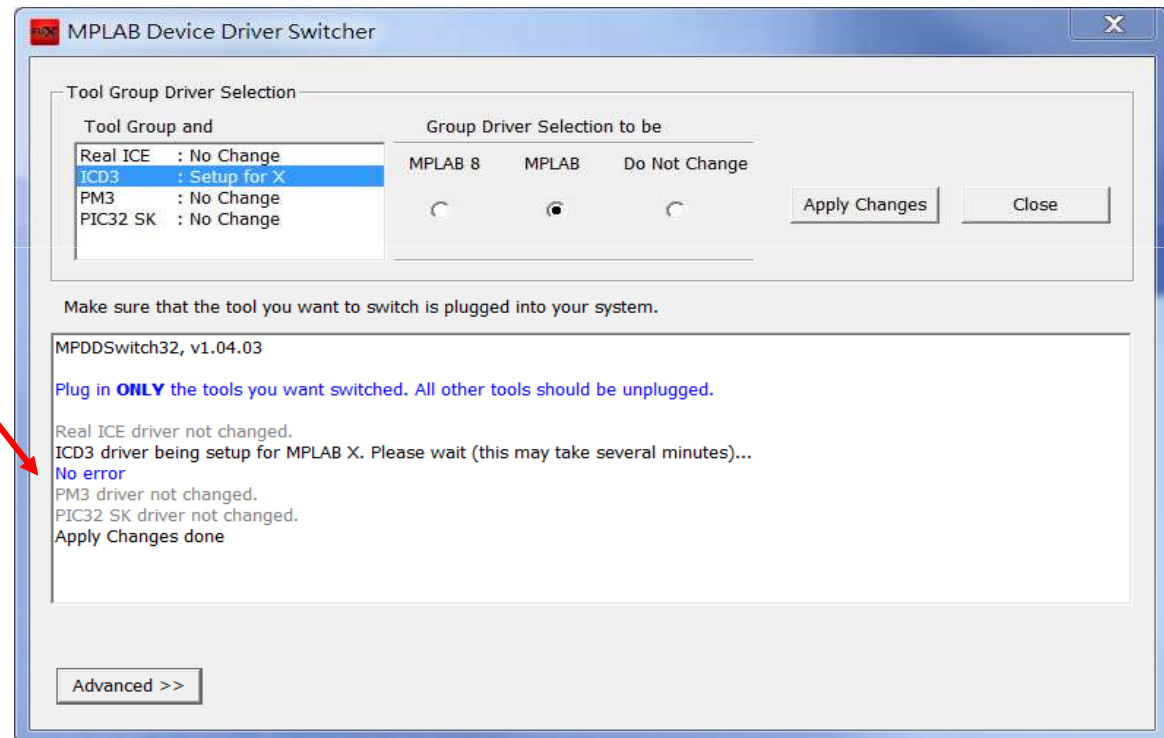 MPLAB Device Driver Switcher
X
Tool Group Driver Selection
Tool Group and
Group Driver Selection to be
Real ICE : No Change
ICD3 : Setup for X
PM3 : No Change
PIC32 SK : No Change
MPLAB 8 MPLAB Do Not Change
Apply Changes
Close
Make sure that the tool you want to switch is plugged into your system.
MPDDSwitch32, v1.04.03
Plug in ONLY the tools you want switched. All other tools should be unplugged.
Real ICE driver not changed.
ICD3 driver being setup for MPLAB X. Please wait (this may take several minutes)...
No error
PM3 driver not changed.
PIC32 SK driver not changed.
Apply Changes done
Advanced >>